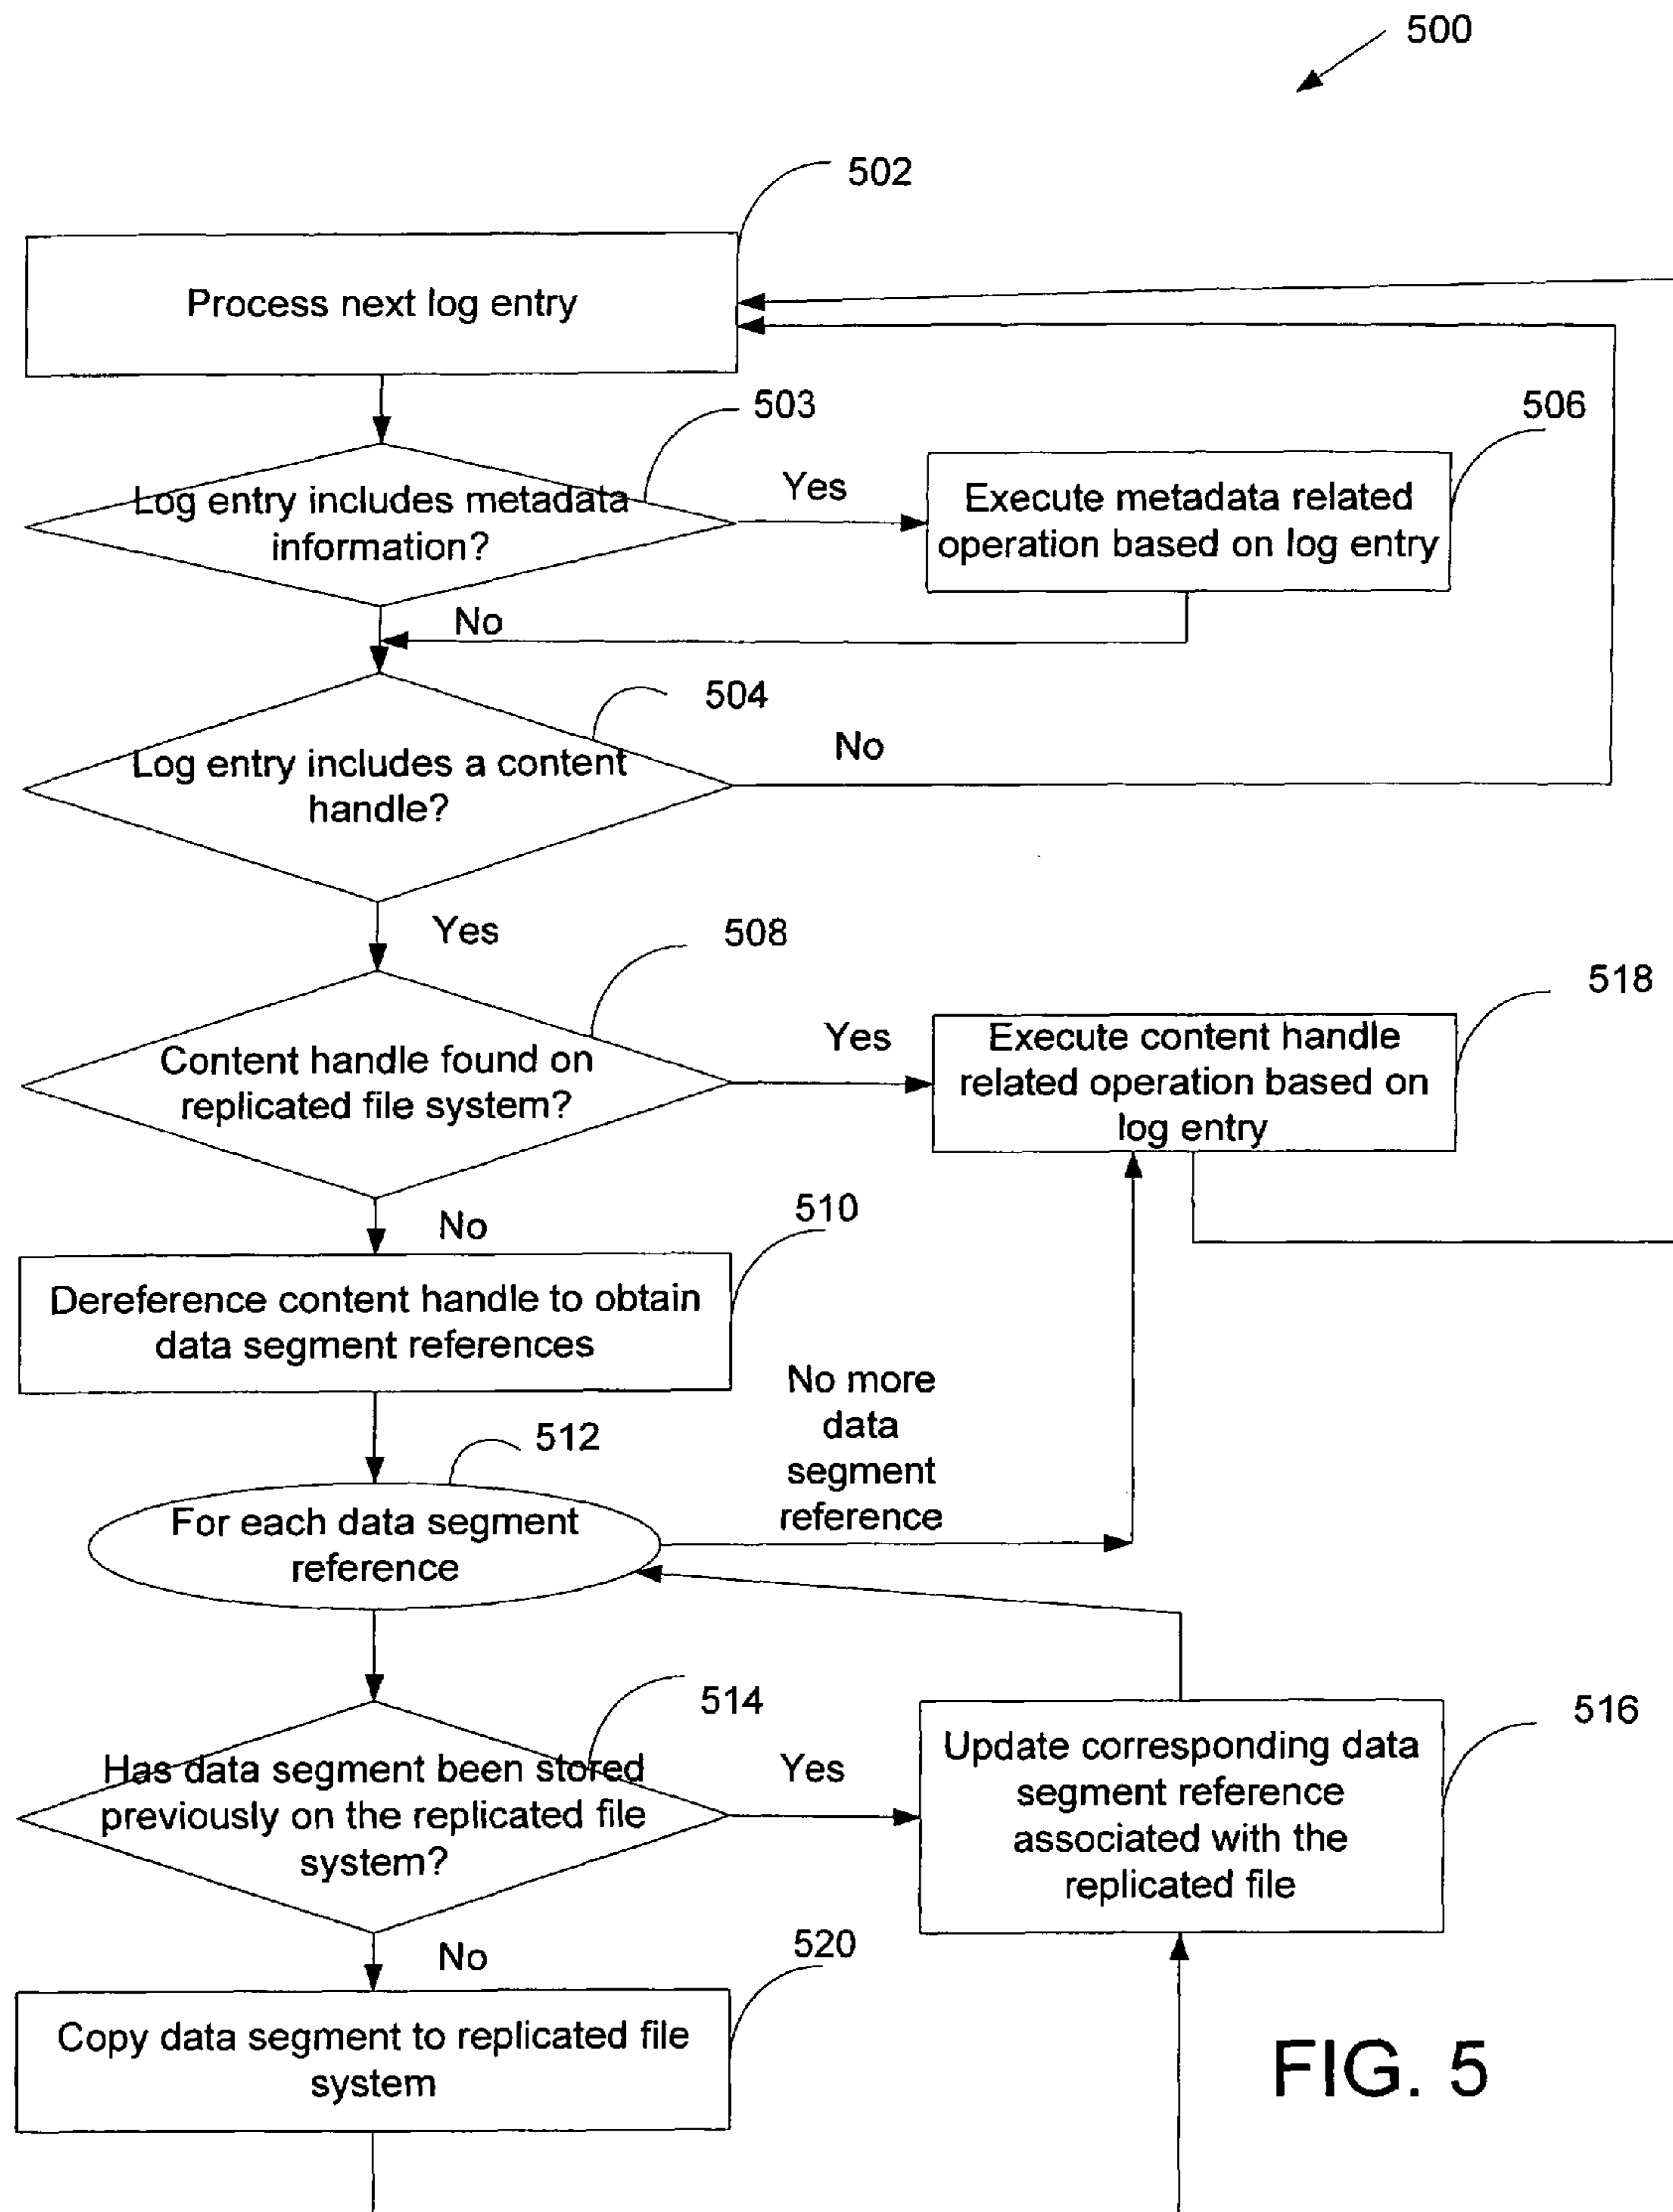 500
502
Process next log entry
503
506
Log entry includes metadata
information?
Yes
Execute metadata related
operation based on log entry
No
504
Log entry includes a content
handle?
No
Yes
508
518
Content handle found on
replicated file system?
Yes
Execute content handle
related operation based on
log entry
No
510
Dereference content handle to obtain
data segment references
No more
data
segment
reference
512
For each data segment
reference
514
516
Has data segment been stored
previously on the replicated file
system?
Yes
Update corresponding data
segment reference
associated with the
replicated file
No
520
Copy data segment to replicated file
system
FIG. 5